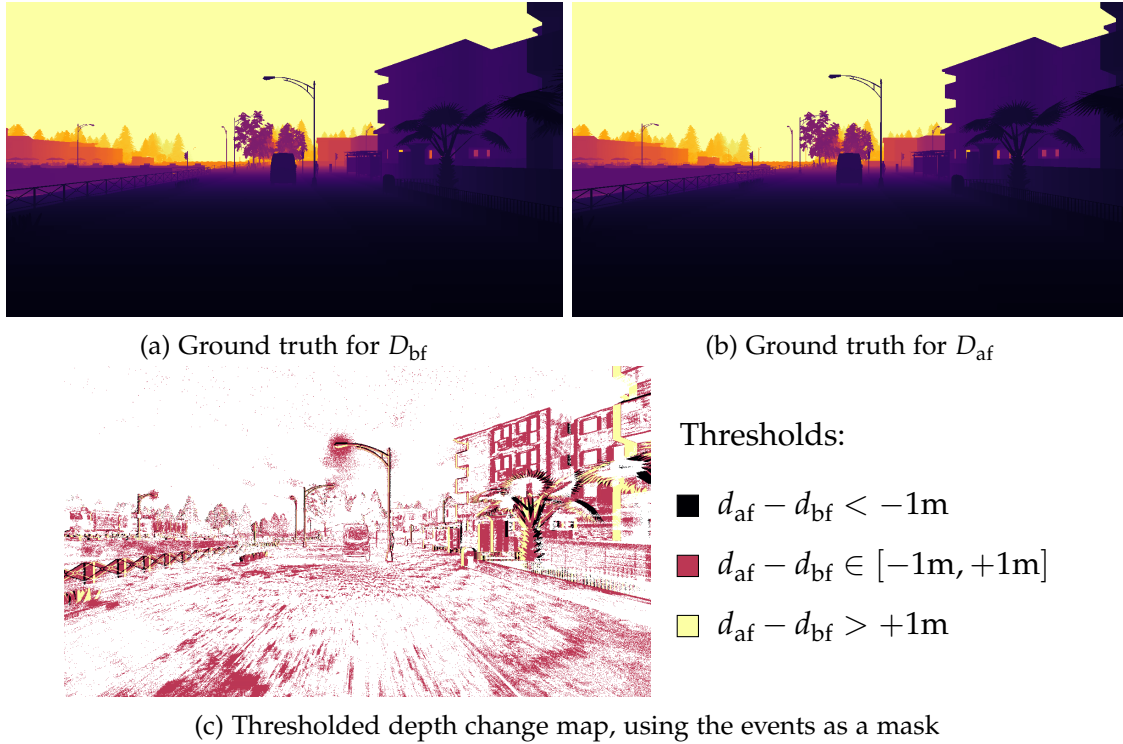 (a) Ground truth for D_bf
(b) Ground truth for D_af
Thresholds:
d_af − d_bf < −1m
d_af − d_bf ∈ [−1m, +1m]
d_af − d_bf > +1m
(c) Thresholded depth change map, using the events as a mask